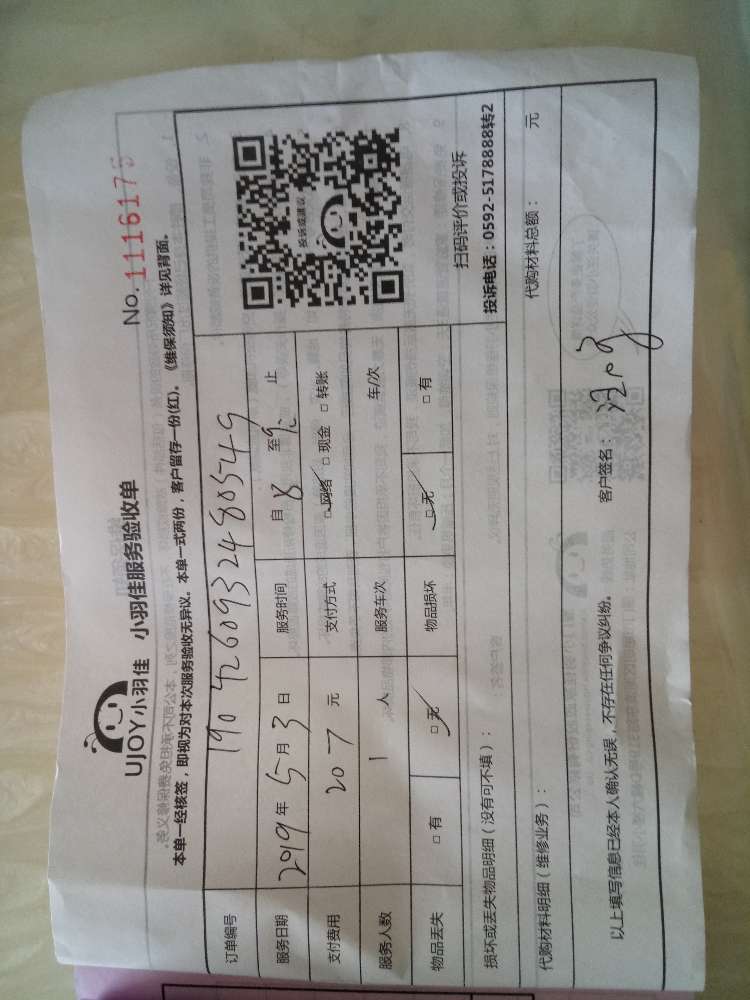 UJOY小羽佳 小羽佳服务验收单
No. 1116176
本单一经核签，即视为对本次服务验收无异议。本单一式两份，客户留存一份(红)。《维保须知》详见背面。
订单编号 190426093248054 9
服务日期 2019年5月3日 服务时间 自8至9:止
支付费用 207元 支付方式 □网络 □现金 □转账
服务人数 1人 服务车次 车/次
物品丢失 □有 □无 物品损坏 □无 □有
投诉或建议
扫码评价或投诉
投诉电话：0592-5178888转2
损坏或丢失物品明细（没有可不填）：
代购材料明细（维修业务）： 代购材料总额： 元
以上填写信息已经本人确认无误，不存在任何争议纠纷。 客户签名：